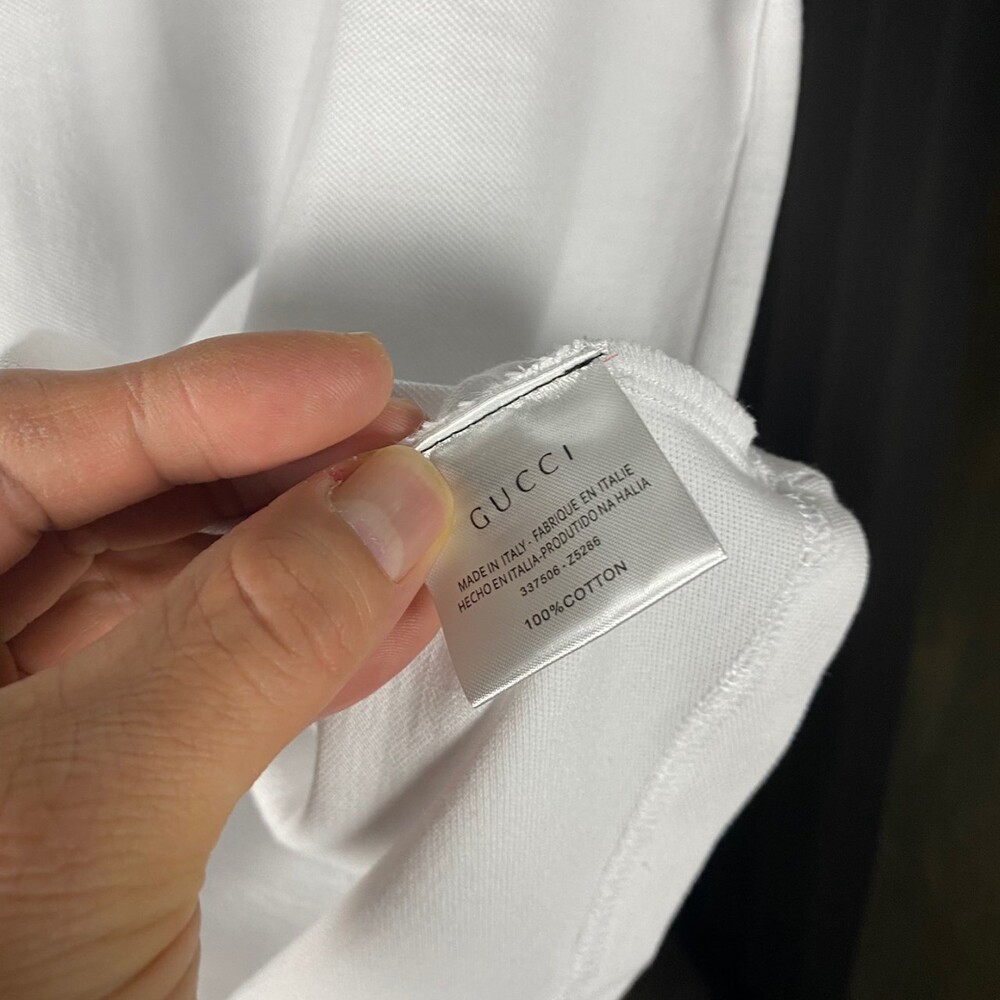 GUCCI
MADE IN ITALY - FABRIQUE EN ITALIE
HECHO EN ITALIA-PRODUTIDO NA HALIA
337506 - Z5286
100%COTTON